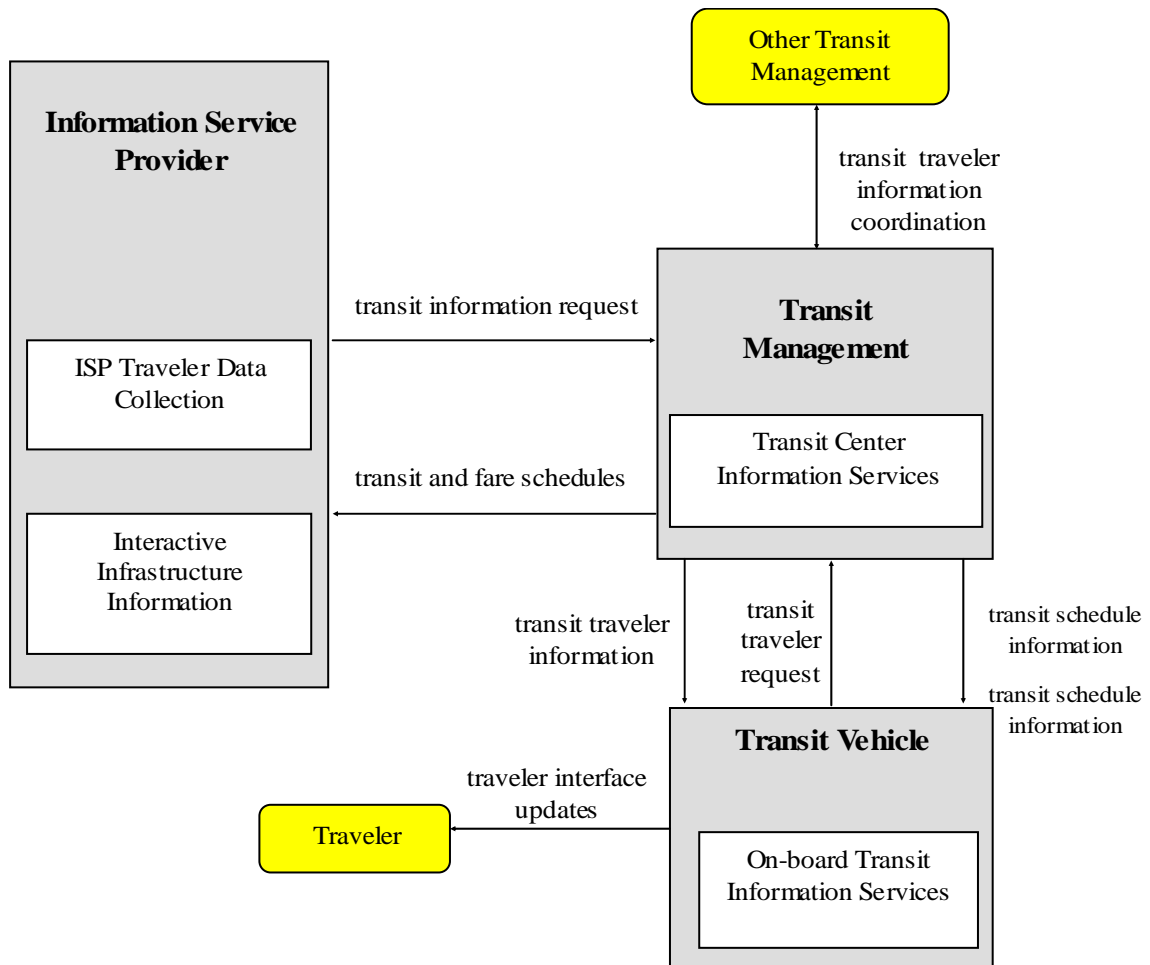 Other Transit
Management
Information Service
Provider
transit traveler
information
coordination
transit information request
Transit
Management
ISP Traveler Data
Collection
Transit Center
Information Services
transit and fare schedules
Interactive
Infrastructure
Information
transit traveler
information
transit
traveler
request
transit schedule
information
transit schedule
information
Transit Vehicle
traveler interface
updates
Traveler
On-board Transit
Information Services